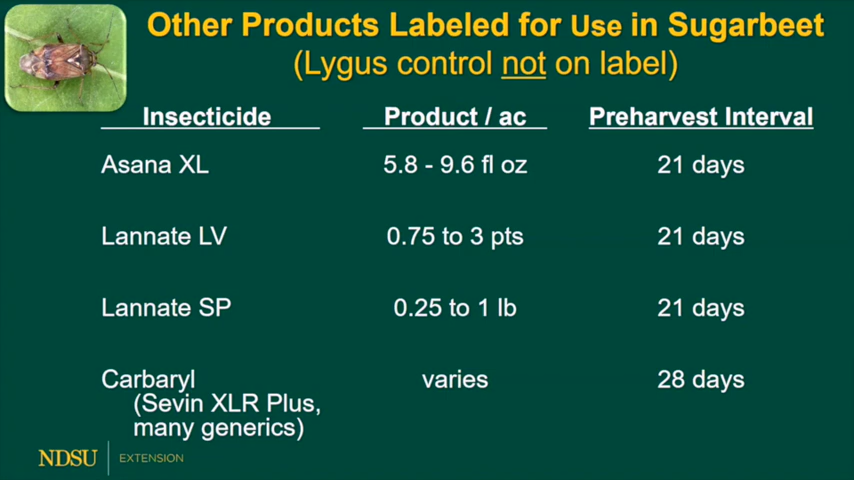 Other Products Labeled for Use in Sugarbeet
(Lygus control not on label)
Insecticide Product / ac Preharvest Interval
Asana XL 5.8 - 9.6 fl oz 21 days
Lannate LV 0.75 to 3 pts 21 days
Lannate SP 0.25 to 1 lb 21 days
Carbaryl varies 28 days
(Sevin XLR Plus,
many generics)
NDSU EXTENSION